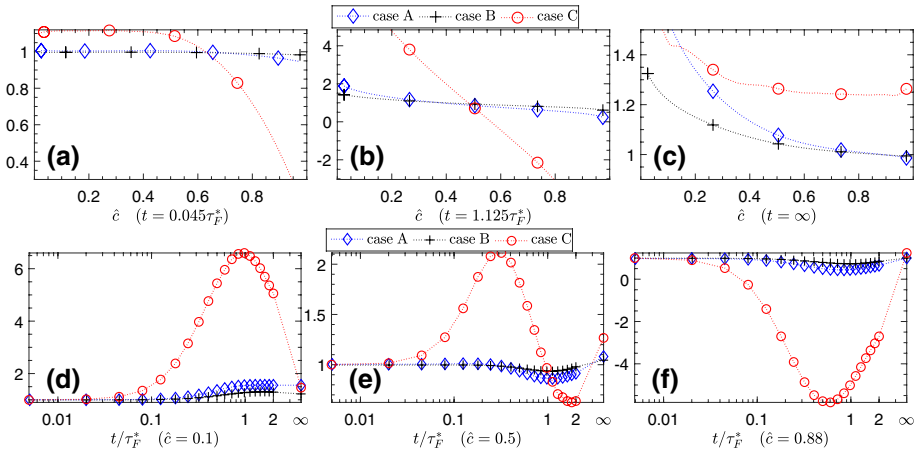 case A case B case C
1
0.8
0.6
0.4
(a)
0.2 0.4 0.6 0.8
ĉ (t = 0.045τ*_F)
4
2
0
-2
(b)
0.2 0.4 0.6 0.8
ĉ (t = 1.125τ*_F)
1.4
1.2
1
(c)
0.2 0.4 0.6 0.8
ĉ (t = ∞)
case A case B case C
6
4
2
(d)
0.01 0.1 1 2 ∞
t/τ*_F (ĉ = 0.1)
2
1.5
1
(e)
0.01 0.1 1 2 ∞
t/τ*_F (ĉ = 0.5)
0
-2
-4
(f)
0.01 0.1 1 2 ∞
t/τ*_F (ĉ = 0.88)